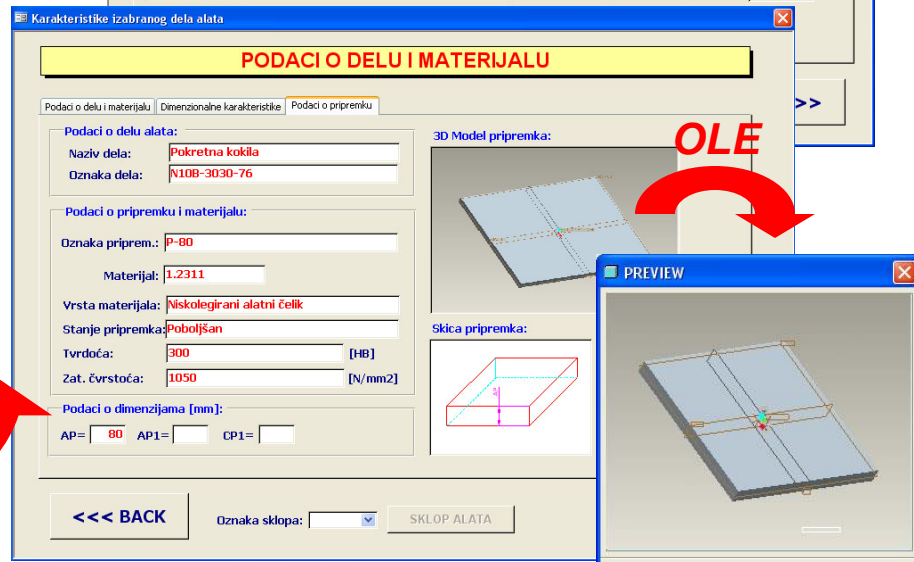 Karakteristike izabranog dela alata
PODACI O DELU I MATERIJALU
>>
Podaci o delu i materijalu
Dimenzionalne karakteristike
Podaci o pripremku
Podaci o delu alata:
Naziv dela: Pokretna kokila
Oznaka dela: N10B-3030-76
Podaci o pripremku i materijalu:
Oznaka priprem.: P-80
Materijal: 1.2311
Vrsta materijala: Niskolegirani alatni čelik
Stanje pripremka: Poboljšan
Tvrdoća: 300 [HB]
Zat. čvrstoća: 1050 [N/mm2]
Podaci o dimenzijama [mm]:
AP= 80 AP1= CP1=
3D Model pripremka:
OLE
Skica pripremka:
AP
PREVIEW
<<< BACK
Oznaka sklopa:
SKLOP ALATA